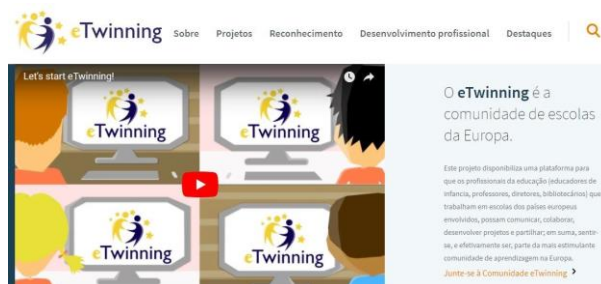 eTwinning Sobre Projetos Reconhecimento Desenvolvimento profissional Destaques
Let's start eTwinning!
eTwinning
eTwinning
eTwinning
eTwinning
O eTwinning é a
comunidade de escolas
da Europa.
Este projeto disponibiliza uma plataforma para
que os profissionais da educação (educadores de
infancia, professores, diretores, bibliotecános) que
trabalham em escolas dos países europeus
envolvidos, possam comunicar, colaborar,
desenvolver projetos e partilhar; em suma, sentir-
se, e efetivamente ser, parte da mais estimulante
comunidade de aprendizagem na Europa.
Junte-se à Comunidade eTwinning